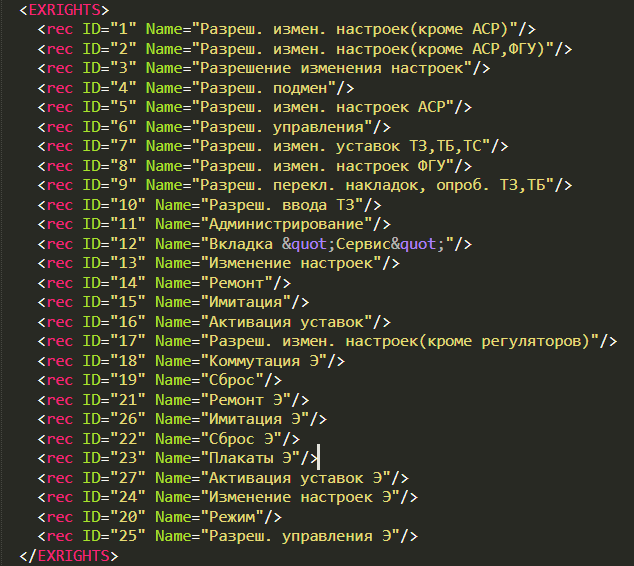 <EXRIGHTS>
<rec ID="1" Name="Разреш. измен. настроек(кроме АСР)"/>
<rec ID="2" Name="Разреш. измен. настроек(кроме АСР,ФГУ)"/>
<rec ID="3" Name="Разрешение изменения настроек"/>
<rec ID="4" Name="Разреш. подмен"/>
<rec ID="5" Name="Разреш. измен. настроек АСР"/>
<rec ID="6" Name="Разреш. управления"/>
<rec ID="7" Name="Разреш. измен. уставок ТЗ,ТБ,ТС"/>
<rec ID="8" Name="Разреш. измен. настроек ФГУ"/>
<rec ID="9" Name="Разреш. перекл. накладок, опроб. ТЗ,ТБ"/>
<rec ID="10" Name="Разреш. ввода ТЗ"/>
<rec ID="11" Name="Администрирование"/>
<rec ID="12" Name="Вкладка &quot;Сервис&quot;"/>
<rec ID="13" Name="Изменение настроек"/>
<rec ID="14" Name="Ремонт"/>
<rec ID="15" Name="Имитация"/>
<rec ID="16" Name="Активация уставок"/>
<rec ID="17" Name="Разреш. измен. настроек(кроме регуляторов)"/>
<rec ID="18" Name="Коммутация Э"/>
<rec ID="19" Name="Сброс"/>
<rec ID="21" Name="Ремонт Э"/>
<rec ID="26" Name="Имитация Э"/>
<rec ID="22" Name="Сброс Э"/>
<rec ID="23" Name="Плакаты Э"/>
<rec ID="27" Name="Активация уставок Э"/>
<rec ID="24" Name="Изменение настроек Э"/>
<rec ID="20" Name="Режим"/>
<rec ID="25" Name="Разреш. управления Э"/>
</EXRIGHTS>